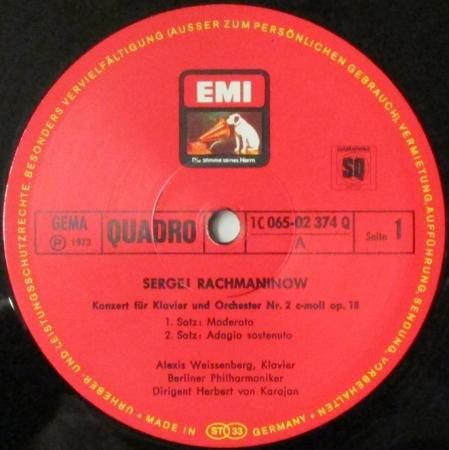 BESONDERS VERVIELFÄLTIGUNG (AUSSER ZUM PERSÖNLICHEN GEBRAUCH), VERMIETUNG, AUFFÜHRUNG, SENDUNG, VORBEHALTEN •
EMI
Die Stimme seines Herrn
QUADRAPHONIC
SQ
GEMA
Ⓟ 1973
QUADRO
1C 065-02 374 Q
A
Seite 1
SERGEJ RACHMANINOW
Konzert für Klavier und Orchester Nr. 2 c-moll op. 18
1. Satz: Moderato
2. Satz: Adagio sostenuto
Alexis Weissenberg, Klavier
Berliner Philharmoniker
Dirigent Herbert von Karajan
URHEBER- UND LEISTUNGSSCHUTZRECHTE,
MADE IN ST 33 GERMANY